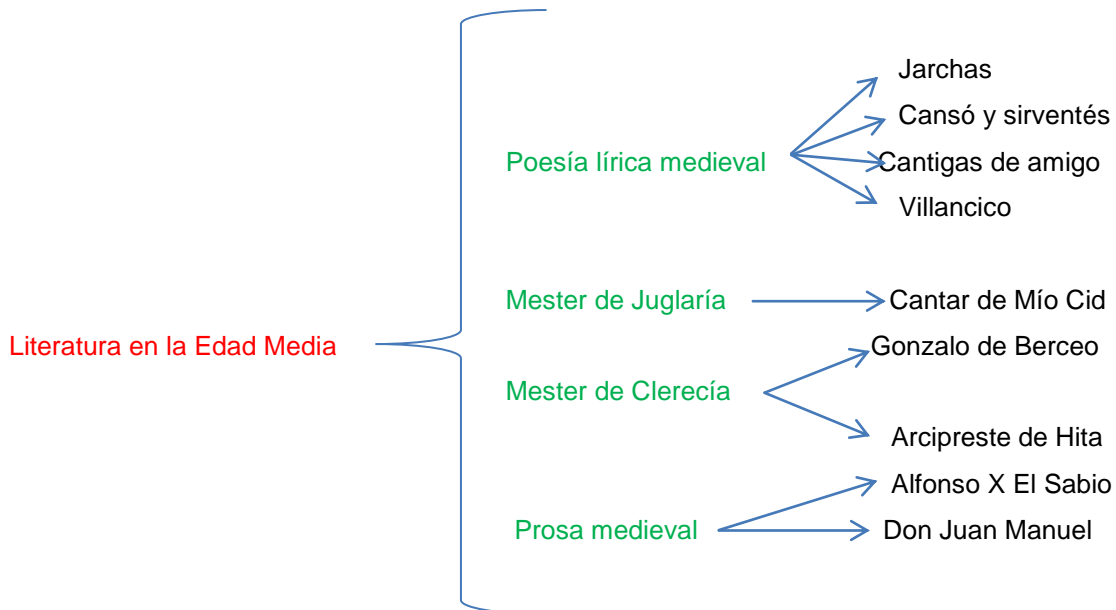 Literatura en la Edad Media
Poesía lírica medieval
Jarchas
Cansó y sirventés
Cantigas de amigo
Villancico
Mester de Juglaría
Cantar de Mío Cid
Mester de Clerecía
Gonzalo de Berceo
Arcipreste de Hita
Prosa medieval
Alfonso X El Sabio
Don Juan Manuel